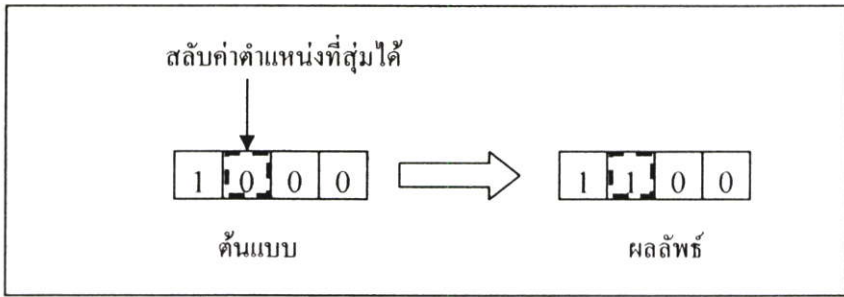 สลับค่าตำแหน่งที่สุ่มได้
1 0 0 0 1 1 0 0
ต้นแบบ ผลลัพธ์